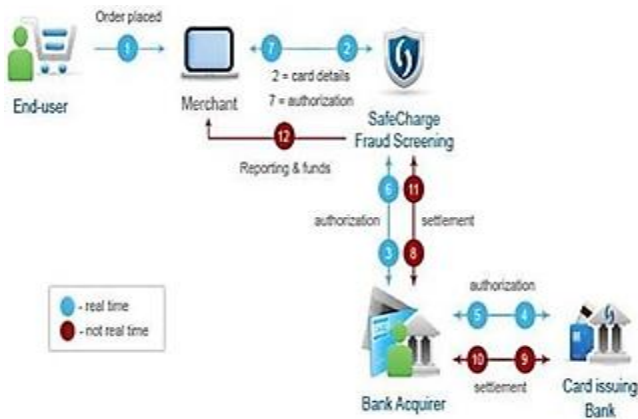 Order placed
1
7
2
2 = card details
7 = authorization
End-user
Merchant
SafeCharge
Fraud Screening
12
Reporting & funds
6
11
authorization
settlement
3
8
- real time
- not real time
authorization
5
4
10
9
settlement
Bank Acquirer
Card issuing
Bank